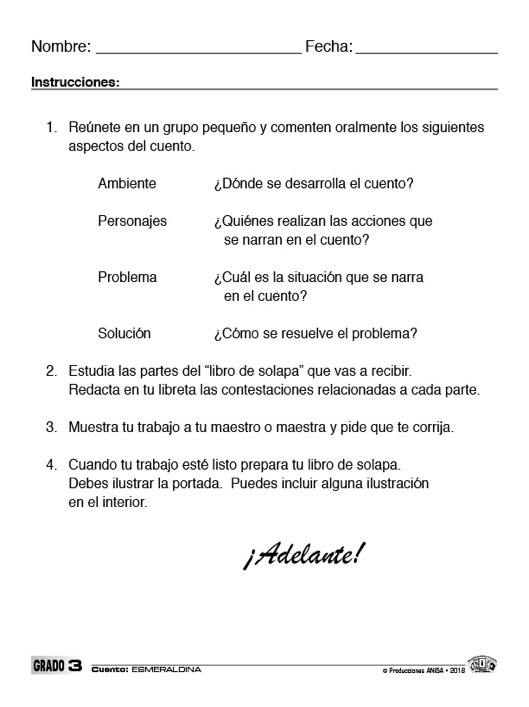 Nombre: Fecha:
Instrucciones:
1. Reúnete en un grupo pequeño y comenten oralmente los siguientes
aspectos del cuento.
Ambiente ¿Dónde se desarrolla el cuento?
Personajes ¿Quiénes realizan las acciones que
se narran en el cuento?
Problema ¿Cuál es la situación que se narra
en el cuento?
Solución ¿Cómo se resuelve el problema?
2. Estudia las partes del “libro de solapa” que vas a recibir.
Redacta en tu libreta las contestaciones relacionadas a cada parte.
3. Muestra tu trabajo a tu maestro o maestra y pide que te corrija.
4. Cuando tu trabajo esté listo prepara tu libro de solapa.
Debes ilustrar la portada. Puedes incluir alguna ilustración
en el interior.
¡Adelante!
GRADO 3 Cuento: ESMERALDINA © Producciones ANISA • 2018